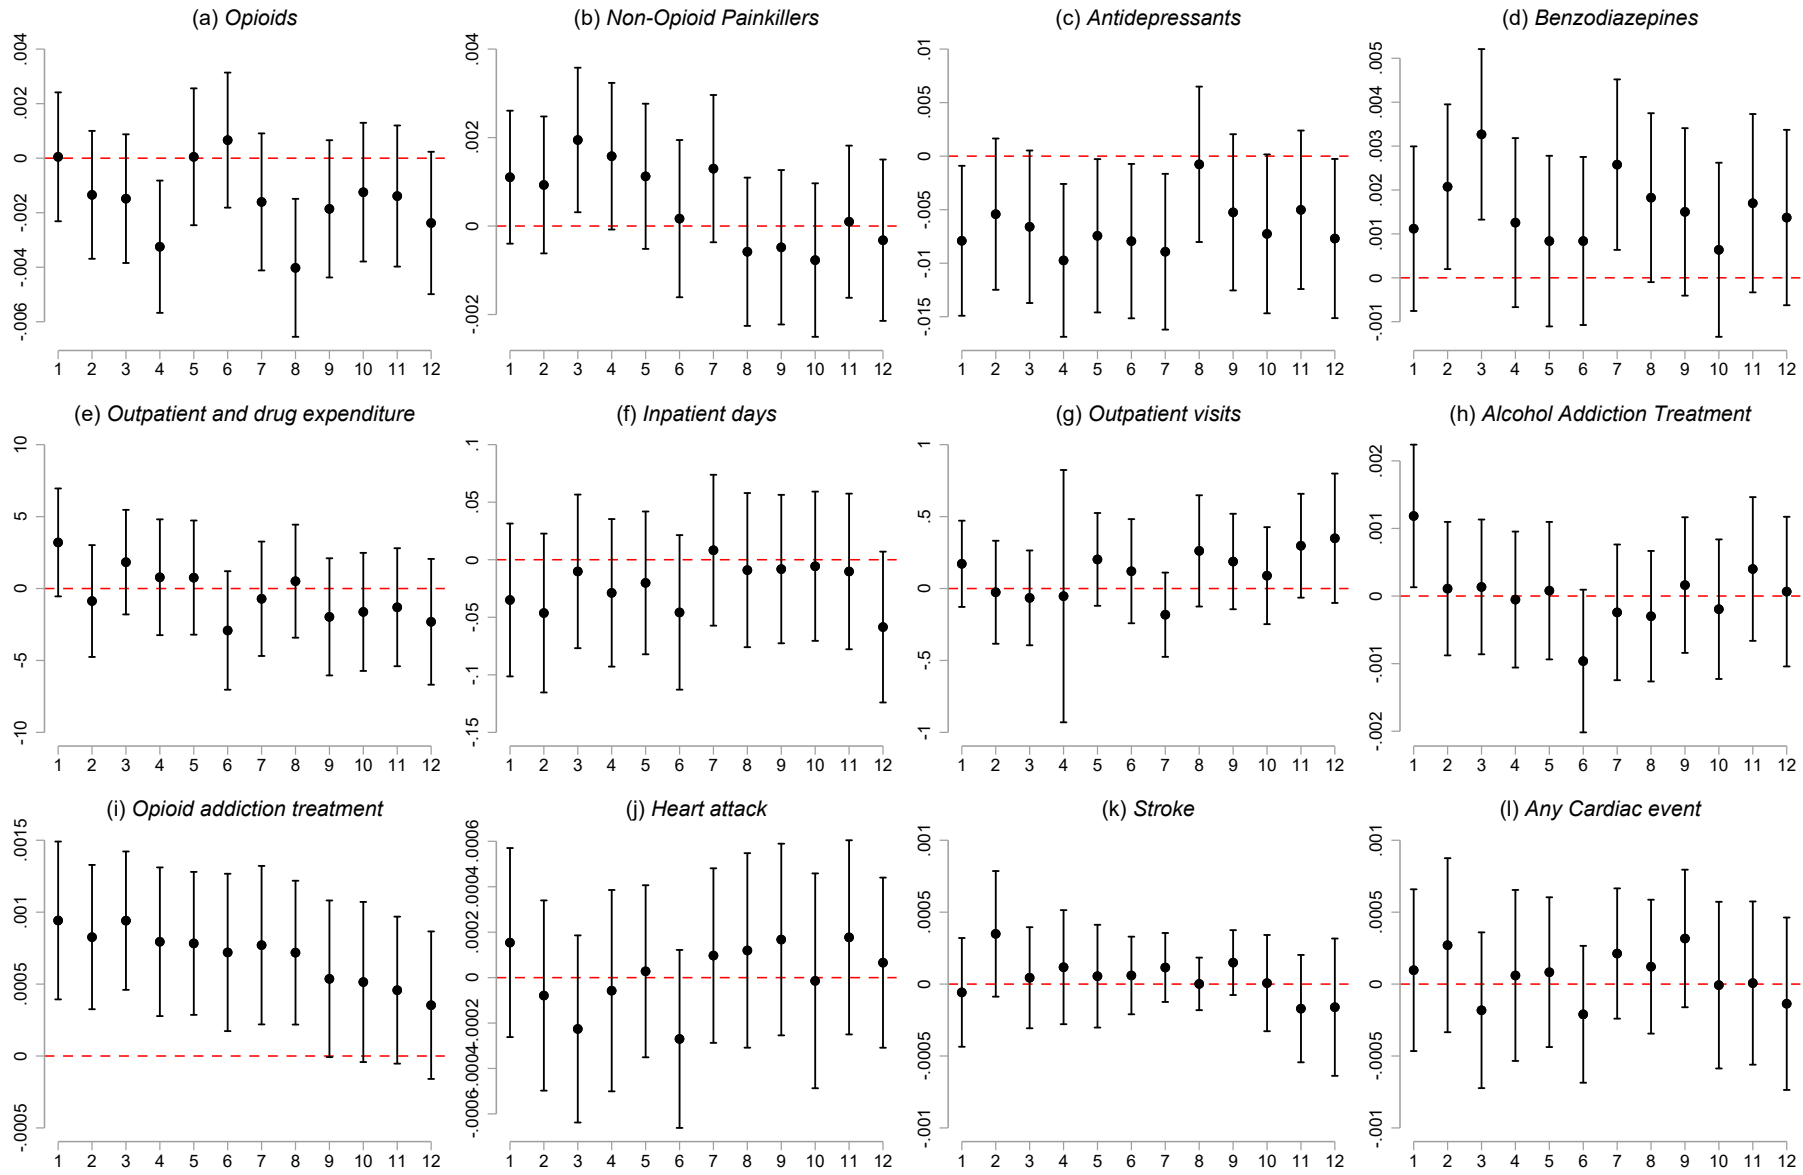 (a) Opioids
.004
.002
0
-.002
-.004
-.006
1 2 3 4 5 6 7 8 9 10 11 12
(b) Non-Opioid Painkillers
.004
.002
0
-.002
1 2 3 4 5 6 7 8 9 10 11 12
(c) Antidepressants
.01
.005
0
-.005
-.01
-.015
1 2 3 4 5 6 7 8 9 10 11 12
(d) Benzodiazepines
.005
.004
.003
.002
.001
0
-.001
1 2 3 4 5 6 7 8 9 10 11 12
(e) Outpatient and drug expenditure
10
5
0
-5
-10
1 2 3 4 5 6 7 8 9 10 11 12
(f) Inpatient days
.1
.05
0
-.05
-.1
-.15
1 2 3 4 5 6 7 8 9 10 11 12
(g) Outpatient visits
1
.5
0
-.5
-1
1 2 3 4 5 6 7 8 9 10 11 12
(h) Alcohol Addiction Treatment
.002
.001
0
-.001
-.002
1 2 3 4 5 6 7 8 9 10 11 12
(i) Opioid addiction treatment
.0015
.001
.0005
0
-.0005
1 2 3 4 5 6 7 8 9 10 11 12
(j) Heart attack
.0006
.0004
.0002
0
-.0002
-.0004
-.0006
1 2 3 4 5 6 7 8 9 10 11 12
(k) Stroke
.001
.0005
0
-.0005
-.001
1 2 3 4 5 6 7 8 9 10 11 12
(l) Any Cardiac event
.001
.0005
0
-.0005
-.001
1 2 3 4 5 6 7 8 9 10 11 12